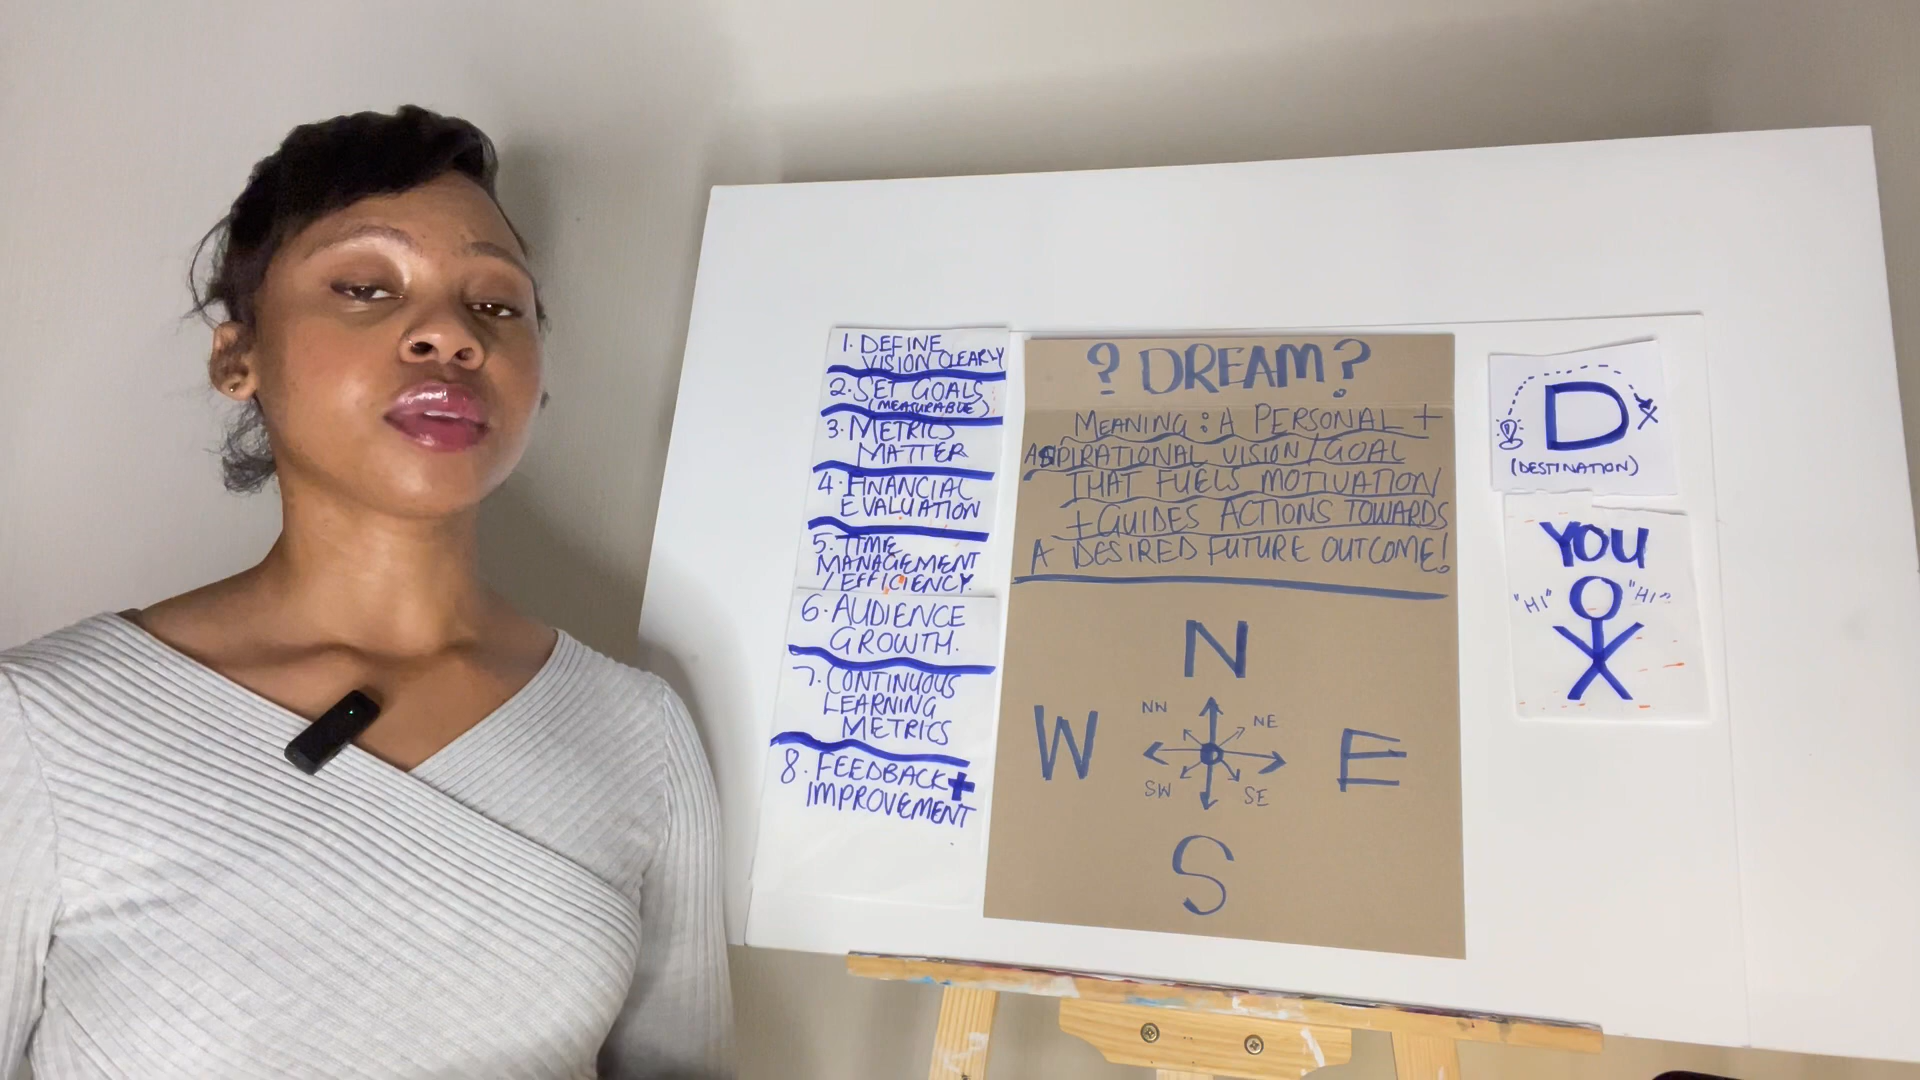 1. DEFINE
VISION CLEARLY
2. SET GOALS
(MEASURABLE)
3. METRICS
MATTER
4. FINANCIAL
EVALUATION
5. TIME
MANAGEMENT
/EFFICIENCY.
6. AUDIENCE
GROWTH.
7. CONTINUOUS
LEARNING
METRICS
8. FEEDBACK +
IMPROVEMENT
? DREAM?
MEANING: A PERSONAL +
ASPIRATIONAL VISION/GOAL
THAT FUELS MOTIVATION
+ GUIDES ACTIONS TOWARDS
A DESIRED FUTURE OUTCOME!
N
NW NE
W E
SW SE
S
D
X
(DESTINATION)
YOU
"HI" "HI"